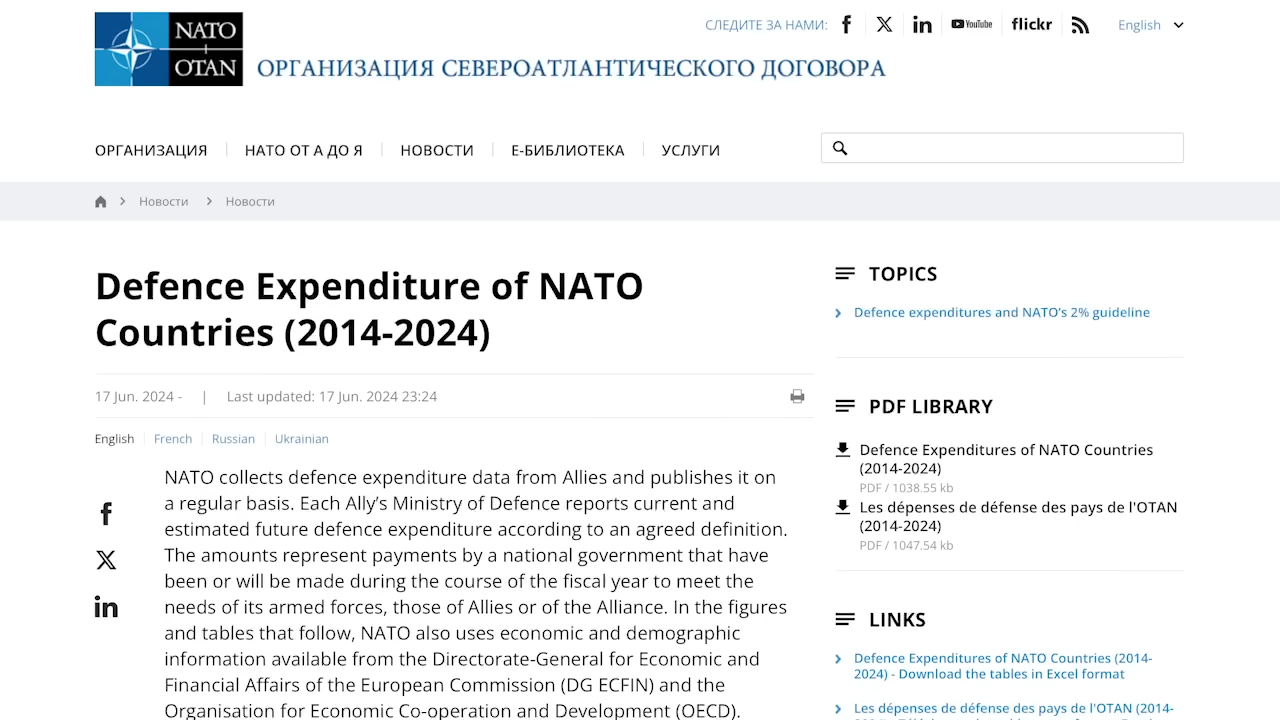 NATO
OTAN
ОРГАНИЗАЦИЯ СЕВЕРОАТЛАНТИЧЕСКОГО ДОГОВОРА
СЛЕДИТЕ ЗА НАМИ:
YouTube
flickr
English
ОРГАНИЗАЦИЯ
НАТО ОТ А ДО Я
НОВОСТИ
Е-БИБЛИОТЕКА
УСЛУГИ
Новости
Новости
Defence Expenditure of NATO
Countries (2014-2024)
17 Jun. 2024 - | Last updated: 17 Jun. 2024 23:24
English
French
Russian
Ukrainian
NATO collects defence expenditure data from Allies and publishes it on
a regular basis. Each Ally’s Ministry of Defence reports current and
estimated future defence expenditure according to an agreed definition.
The amounts represent payments by a national government that have
been or will be made during the course of the fiscal year to meet the
needs of its armed forces, those of Allies or of the Alliance. In the figures
and tables that follow, NATO also uses economic and demographic
information available from the Directorate-General for Economic and
Financial Affairs of the European Commission (DG ECFIN) and the
Organisation for Economic Co-operation and Development (OECD).
TOPICS
Defence expenditures and NATO's 2% guideline
PDF LIBRARY
Defence Expenditures of NATO Countries
(2014-2024)
PDF / 1038.55 kb
Les dépenses de défense des pays de l'OTAN
(2014-2024)
PDF / 1047.54 kb
LINKS
Defence Expenditures of NATO Countries (2014-
2024) - Download the tables in Excel format
Les dépenses de défense des pays de l'OTAN (2014-